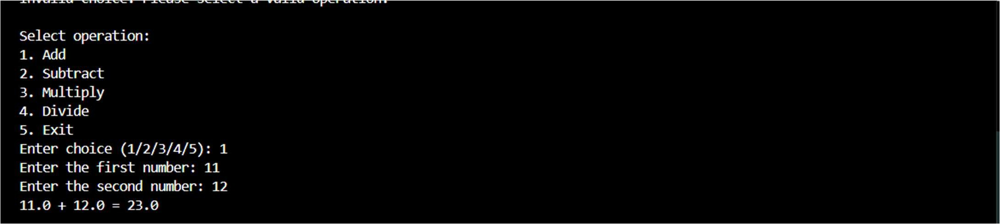 Invalid choice. Please select a valid operation.
Select operation:
1. Add
2. Subtract
3. Multiply
4. Divide
5. Exit
Enter choice (1/2/3/4/5): 1
Enter the first number: 11
Enter the second number: 12
11.0 + 12.0 = 23.0